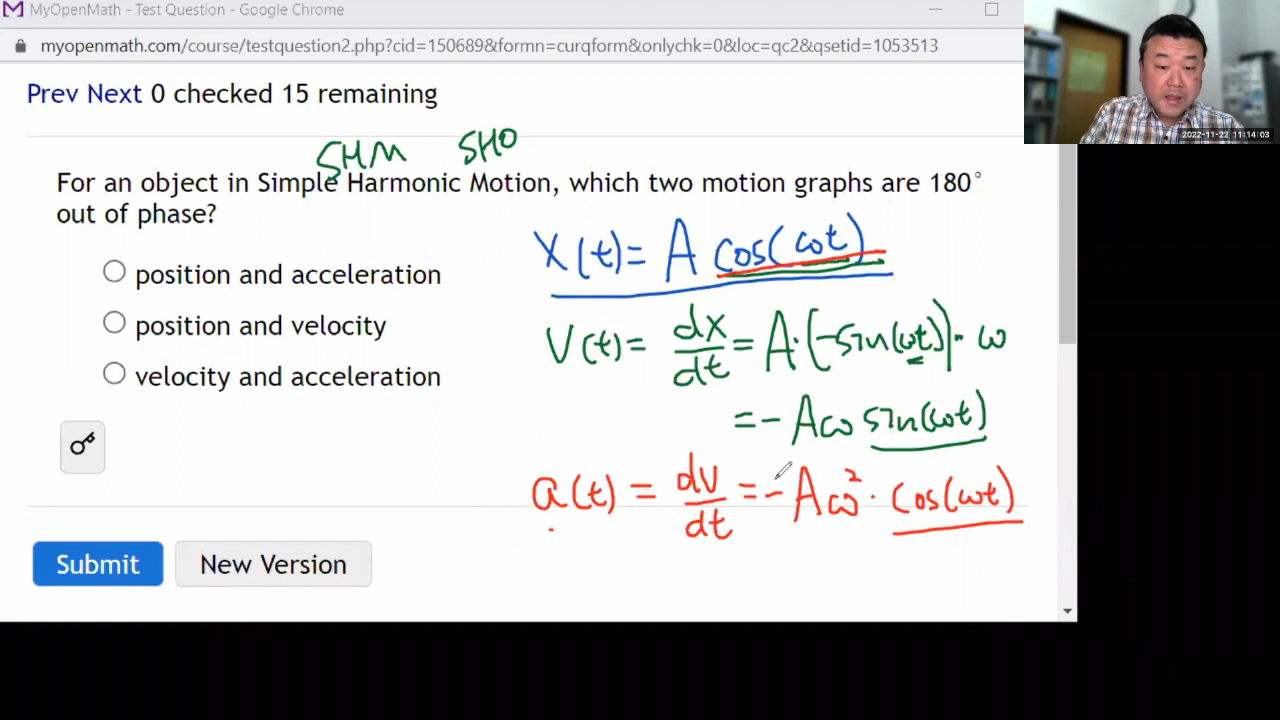 MyOpenMath - Test Question - Google Chrome
myopenmath.com/course/testquestion2.php?cid=150689&formn=curqform&onlychk=0&loc=qc2&qsetid=1053513
2022-11-22 11:14:03
Prev Next 0 checked 15 remaining
SHM SHO
For an object in Simple Harmonic Motion, which two motion graphs are 180°
out of phase?
position and acceleration
position and velocity
velocity and acceleration
x(t) = A cos(ωt)
v(t) = dx/dt = A·(-sin(ωt))·ω
= -Aω sin(ωt)
a(t) = dv/dt = -Aω²·cos(ωt)
Submit New Version